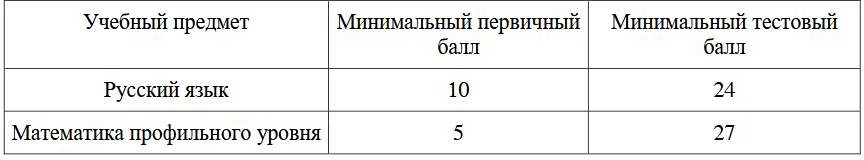 Учебный предмет
Минимальный первичный
балл
Минимальный тестовый
балл
Русский язык 10 24
Математика профильного уровня 5 27